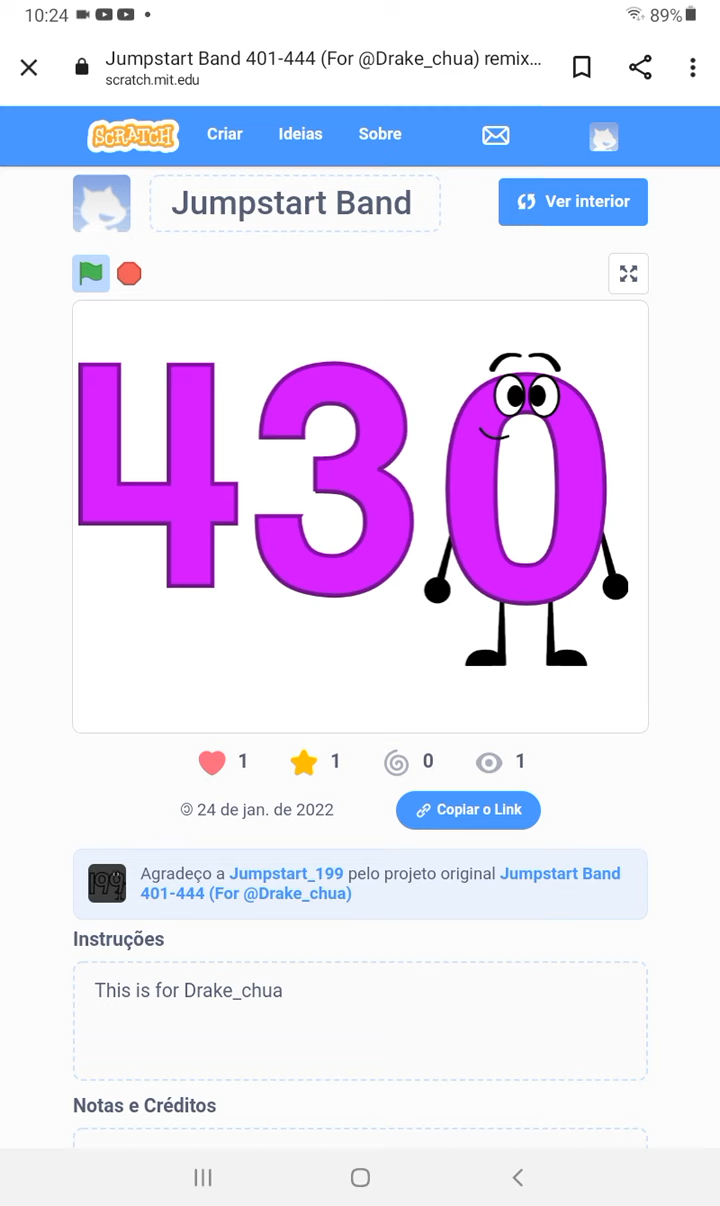 10:24
89%
Jumpstart Band 401-444 (For @Drake_chua) remix...
scratch.mit.edu
SCRATCH
Criar
Ideias
Sobre
Jumpstart Band
Ver interior
430
1
1
0
1
24 de jan. de 2022
Copiar o Link
199
Agradeço a Jumpstart_199 pelo projeto original Jumpstart Band
401-444 (For @Drake_chua)
Instruções
This is for Drake_chua
Notas e Créditos